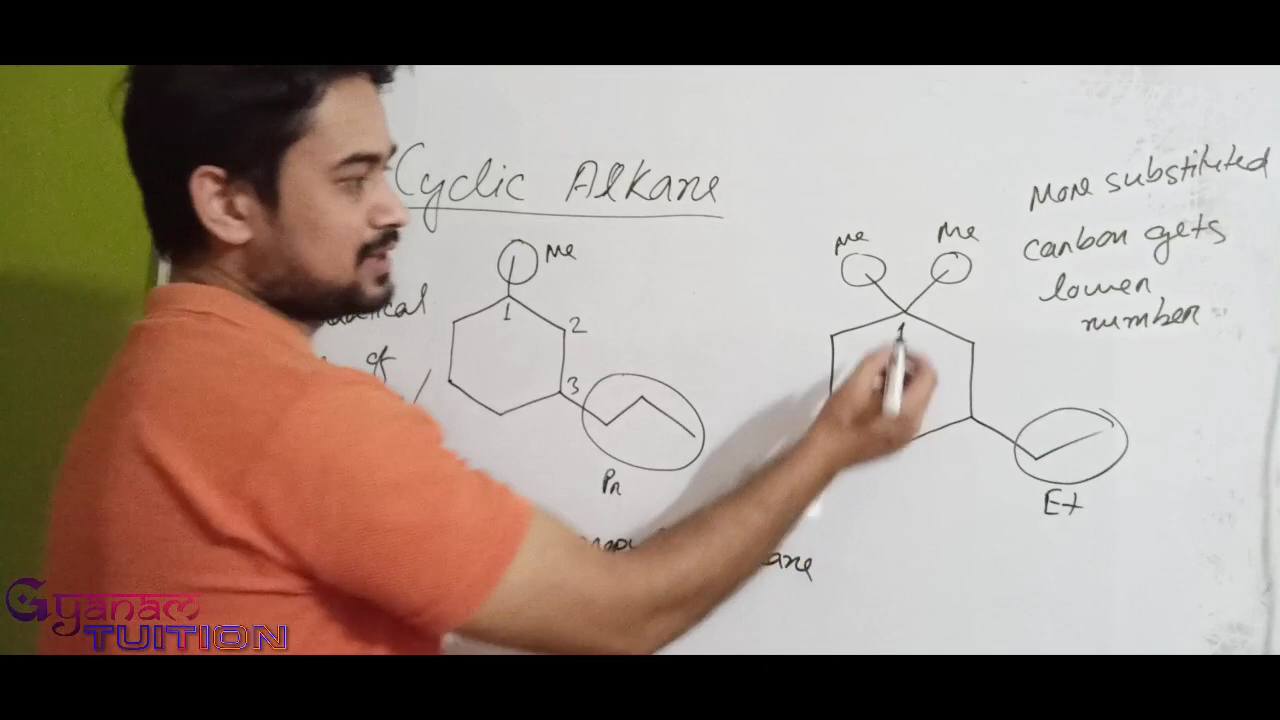 Cyclic Alkane
Me
1
2
3
Pr
of
Me Me
1
Et
More substituted
carbon gets
lower
number
Gyanam
TUITION